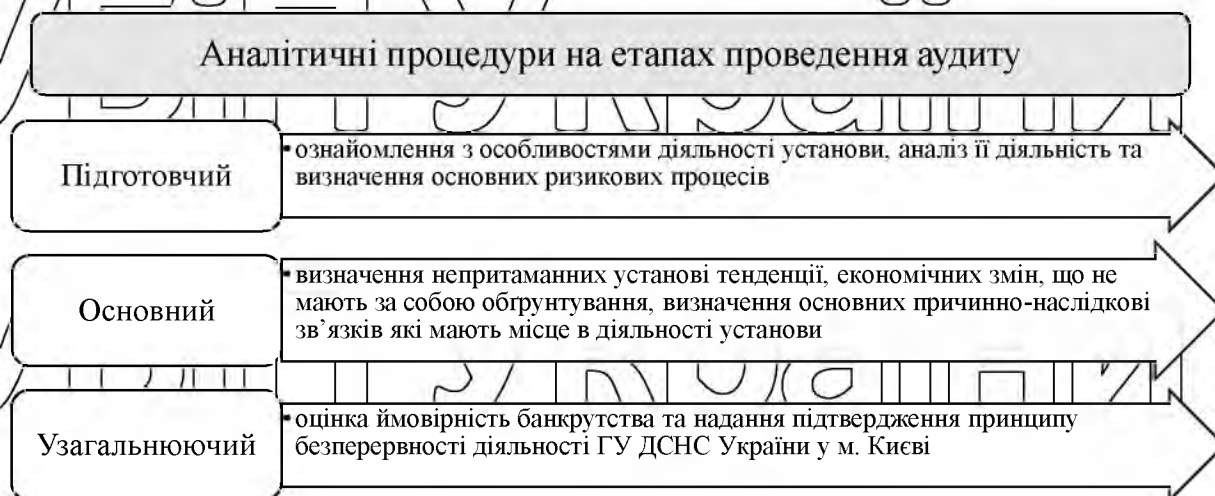 Аналітичні процедури на етапах проведення аудиту
Підготовчий
•ознайомлення з особливостями діяльності установи, аналіз її діяльність та
визначення основних ризикових процесів
Основний
•визначення непритаманних установі тенденції, економічних змін, що не
мають за собою обґрунтування, визначення основних причинно-наслідкові
зв’язків які мають місце в діяльності установи
Узагальнюючий
•оцінка ймовірність банкрутства та надання підтвердження принципу
безперервності діяльності ГУ ДСНС України у м. Києві